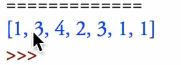 =============
[1, 3, 4, 2, 3, 1, 1]
>>>